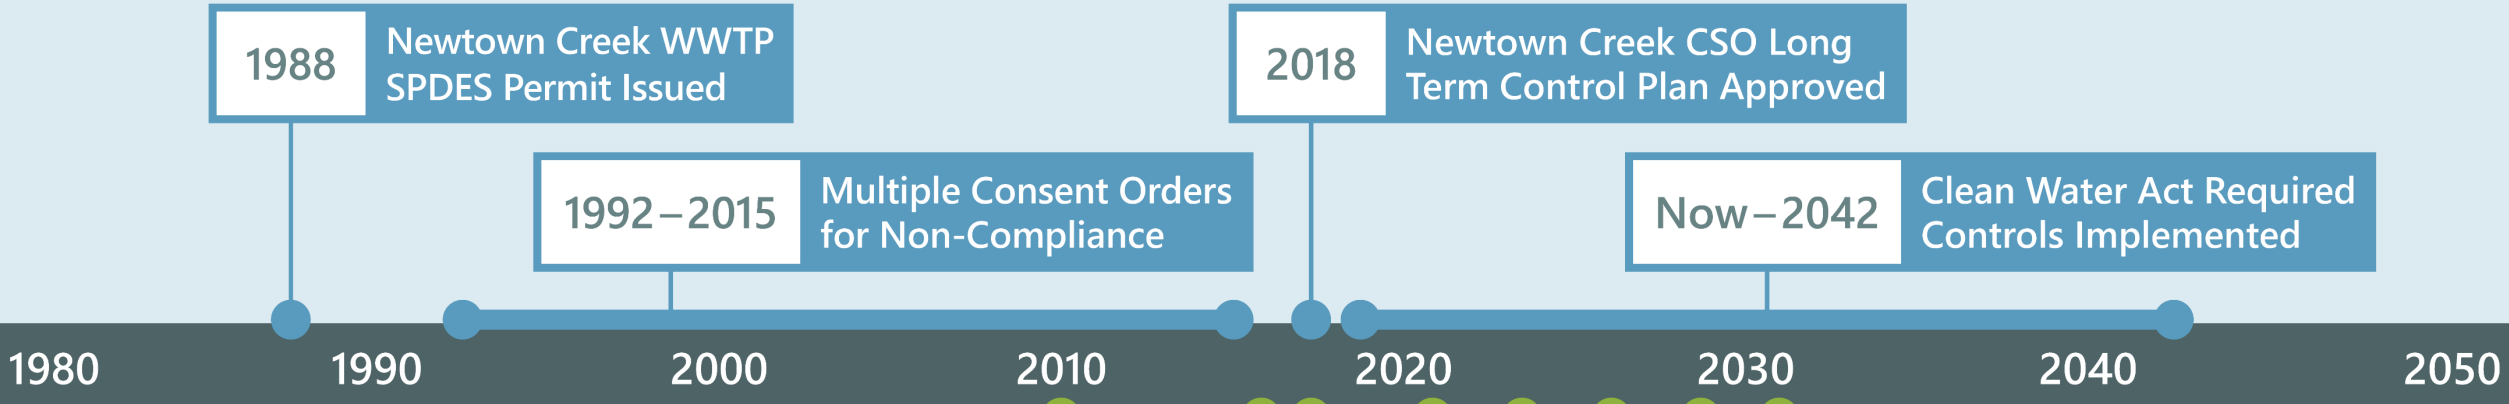 1988
Newtown Creek WWTP
SPDES Permit Issued
2018
Newtown Creek CSO Long
Term Control Plan Approved
1992–2015
Multiple Consent Orders
for Non-Compliance
Now–2042
Clean Water Act Required
Controls Implemented
1980 1990 2000 2010 2020 2030 2040 2050